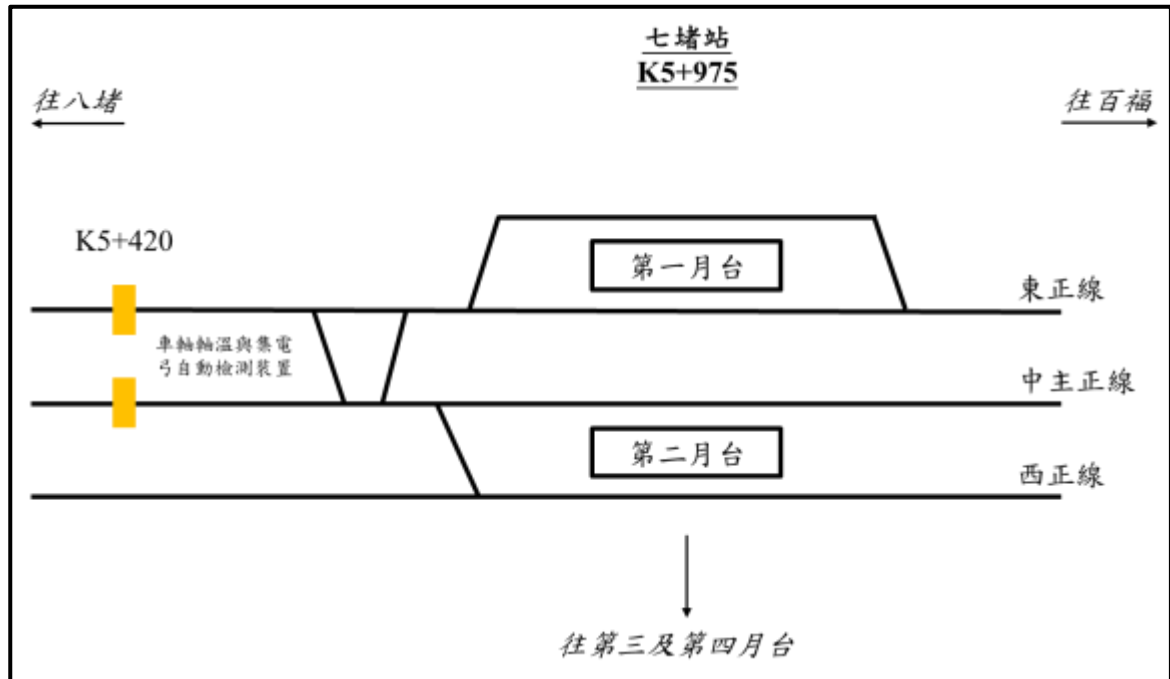 七堵站
K5+975
往八堵
往百福
K5+420
第一月台
東正線
車軸軸溫與集電
弓自動檢測裝置
中主正線
第二月台
西正線
往第三及第四月台